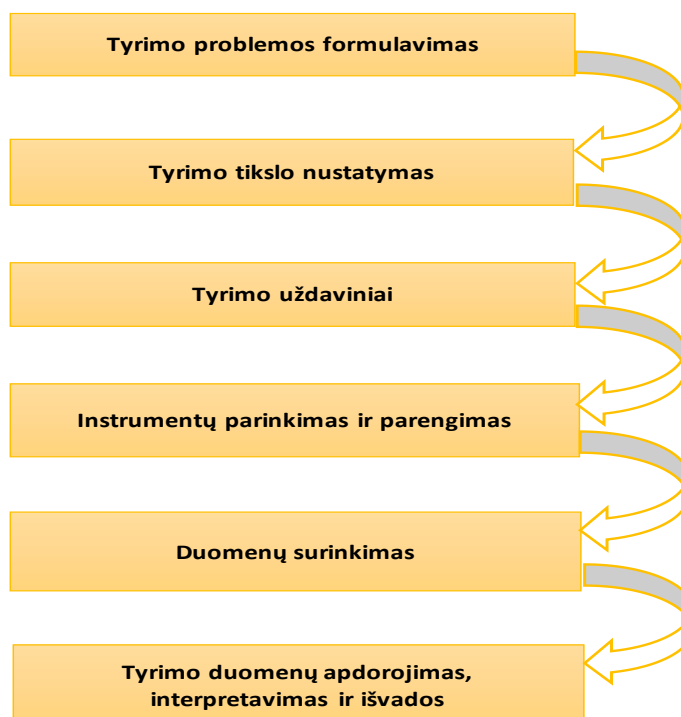 Tyrimo problemos formulavimas
Tyrimo tikslo nustatymas
Tyrimo uždaviniai
Instrumentų parinkimas ir parengimas
Duomenų surinkimas
Tyrimo duomenų apdorojimas,
interpretavimas ir išvados